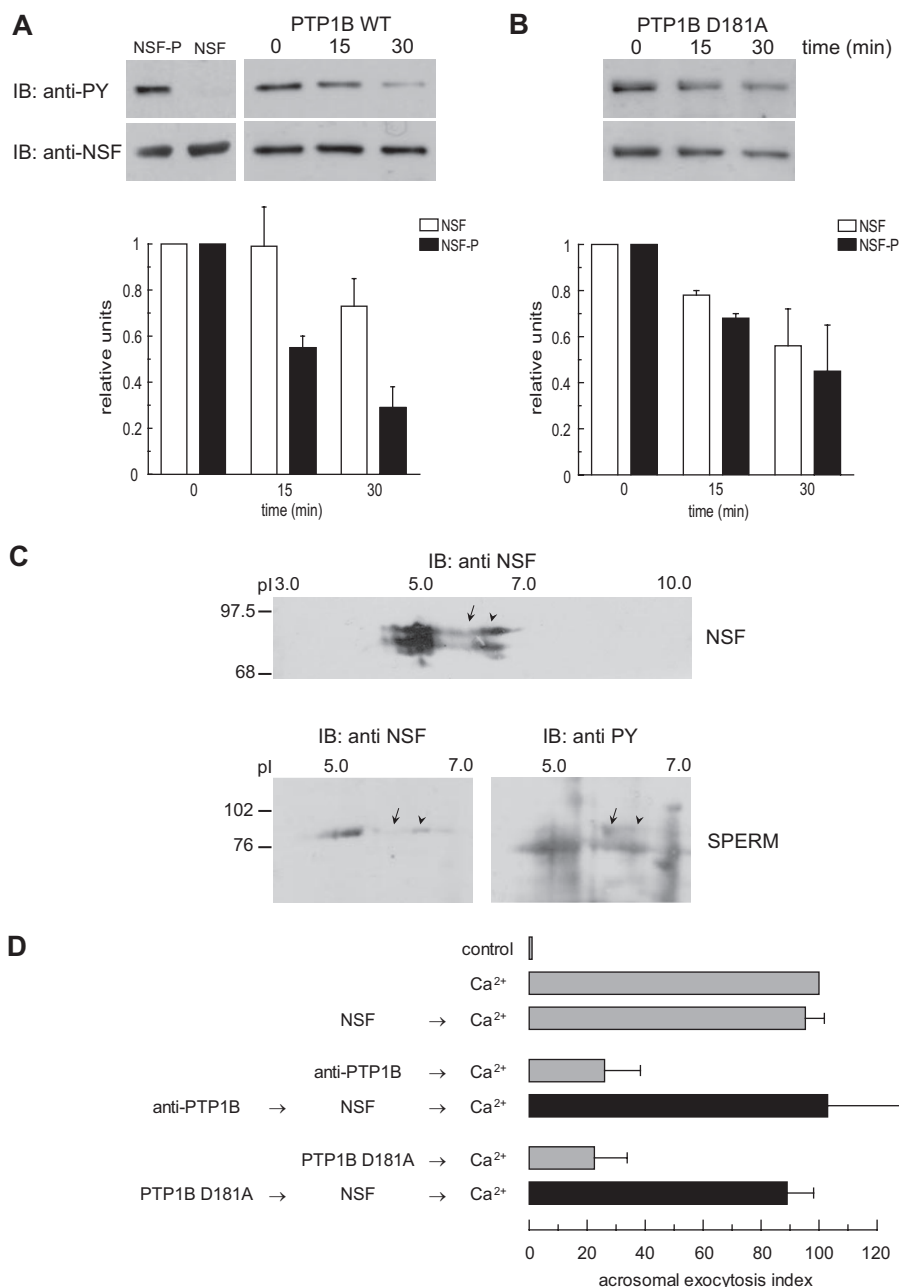 A
PTP1B WT
NSF-P NSF 0 15 30
IB: anti-PY
IB: anti-NSF
B
PTP1B D181A
0 15 30 time (min)
NSF
NSF-P
1
0.8
0.6
0.4
0.2
0
relative units
0 15 30
time (min)
NSF
NSF-P
1
0.8
0.6
0.4
0.2
0
relative units
0 15 30
time (min)
C
IB: anti NSF
pI 3.0 5.0 7.0 10.0
97.5
68
NSF
IB: anti NSF
pI 5.0 7.0
102
76
IB: anti PY
5.0 7.0
SPERM
D
control
Ca²⁺
NSF → Ca²⁺
anti-PTP1B → Ca²⁺
anti-PTP1B → NSF → Ca²⁺
PTP1B D181A → Ca²⁺
PTP1B D181A → NSF → Ca²⁺
0 20 40 60 80 100 120
acrosomal exocytosis index